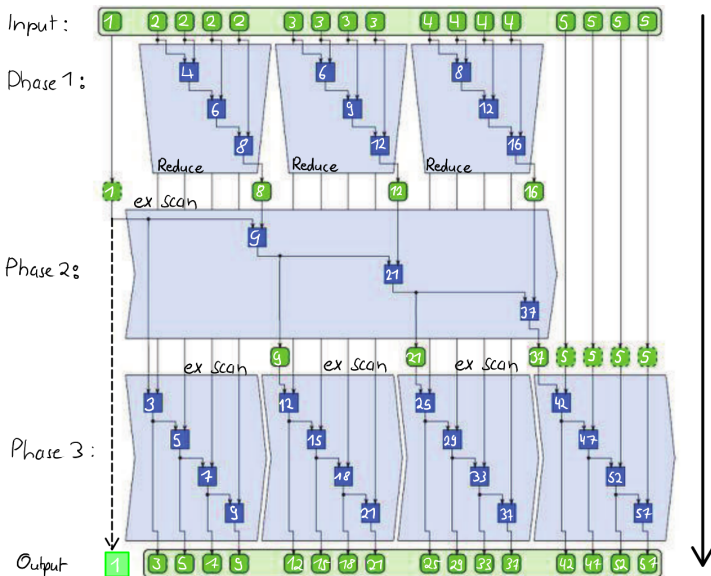 Input: 1 2 2 2 2 3 3 3 3 4 4 4 4 5 5 5 5
Phase 1:
4 6 8
6 9 12
8 12 16
Reduce Reduce Reduce
1 8 12 16
ex scan
9
Phase 2:
21
37
9 21 37 5 5 5 5
ex scan ex scan ex scan
3 12 25 42
5 15 29 47
Phase 3:
7 18 33 52
9 21 37 57
Output 1 3 5 7 9 12 15 18 21 25 29 33 37 42 47 52 57